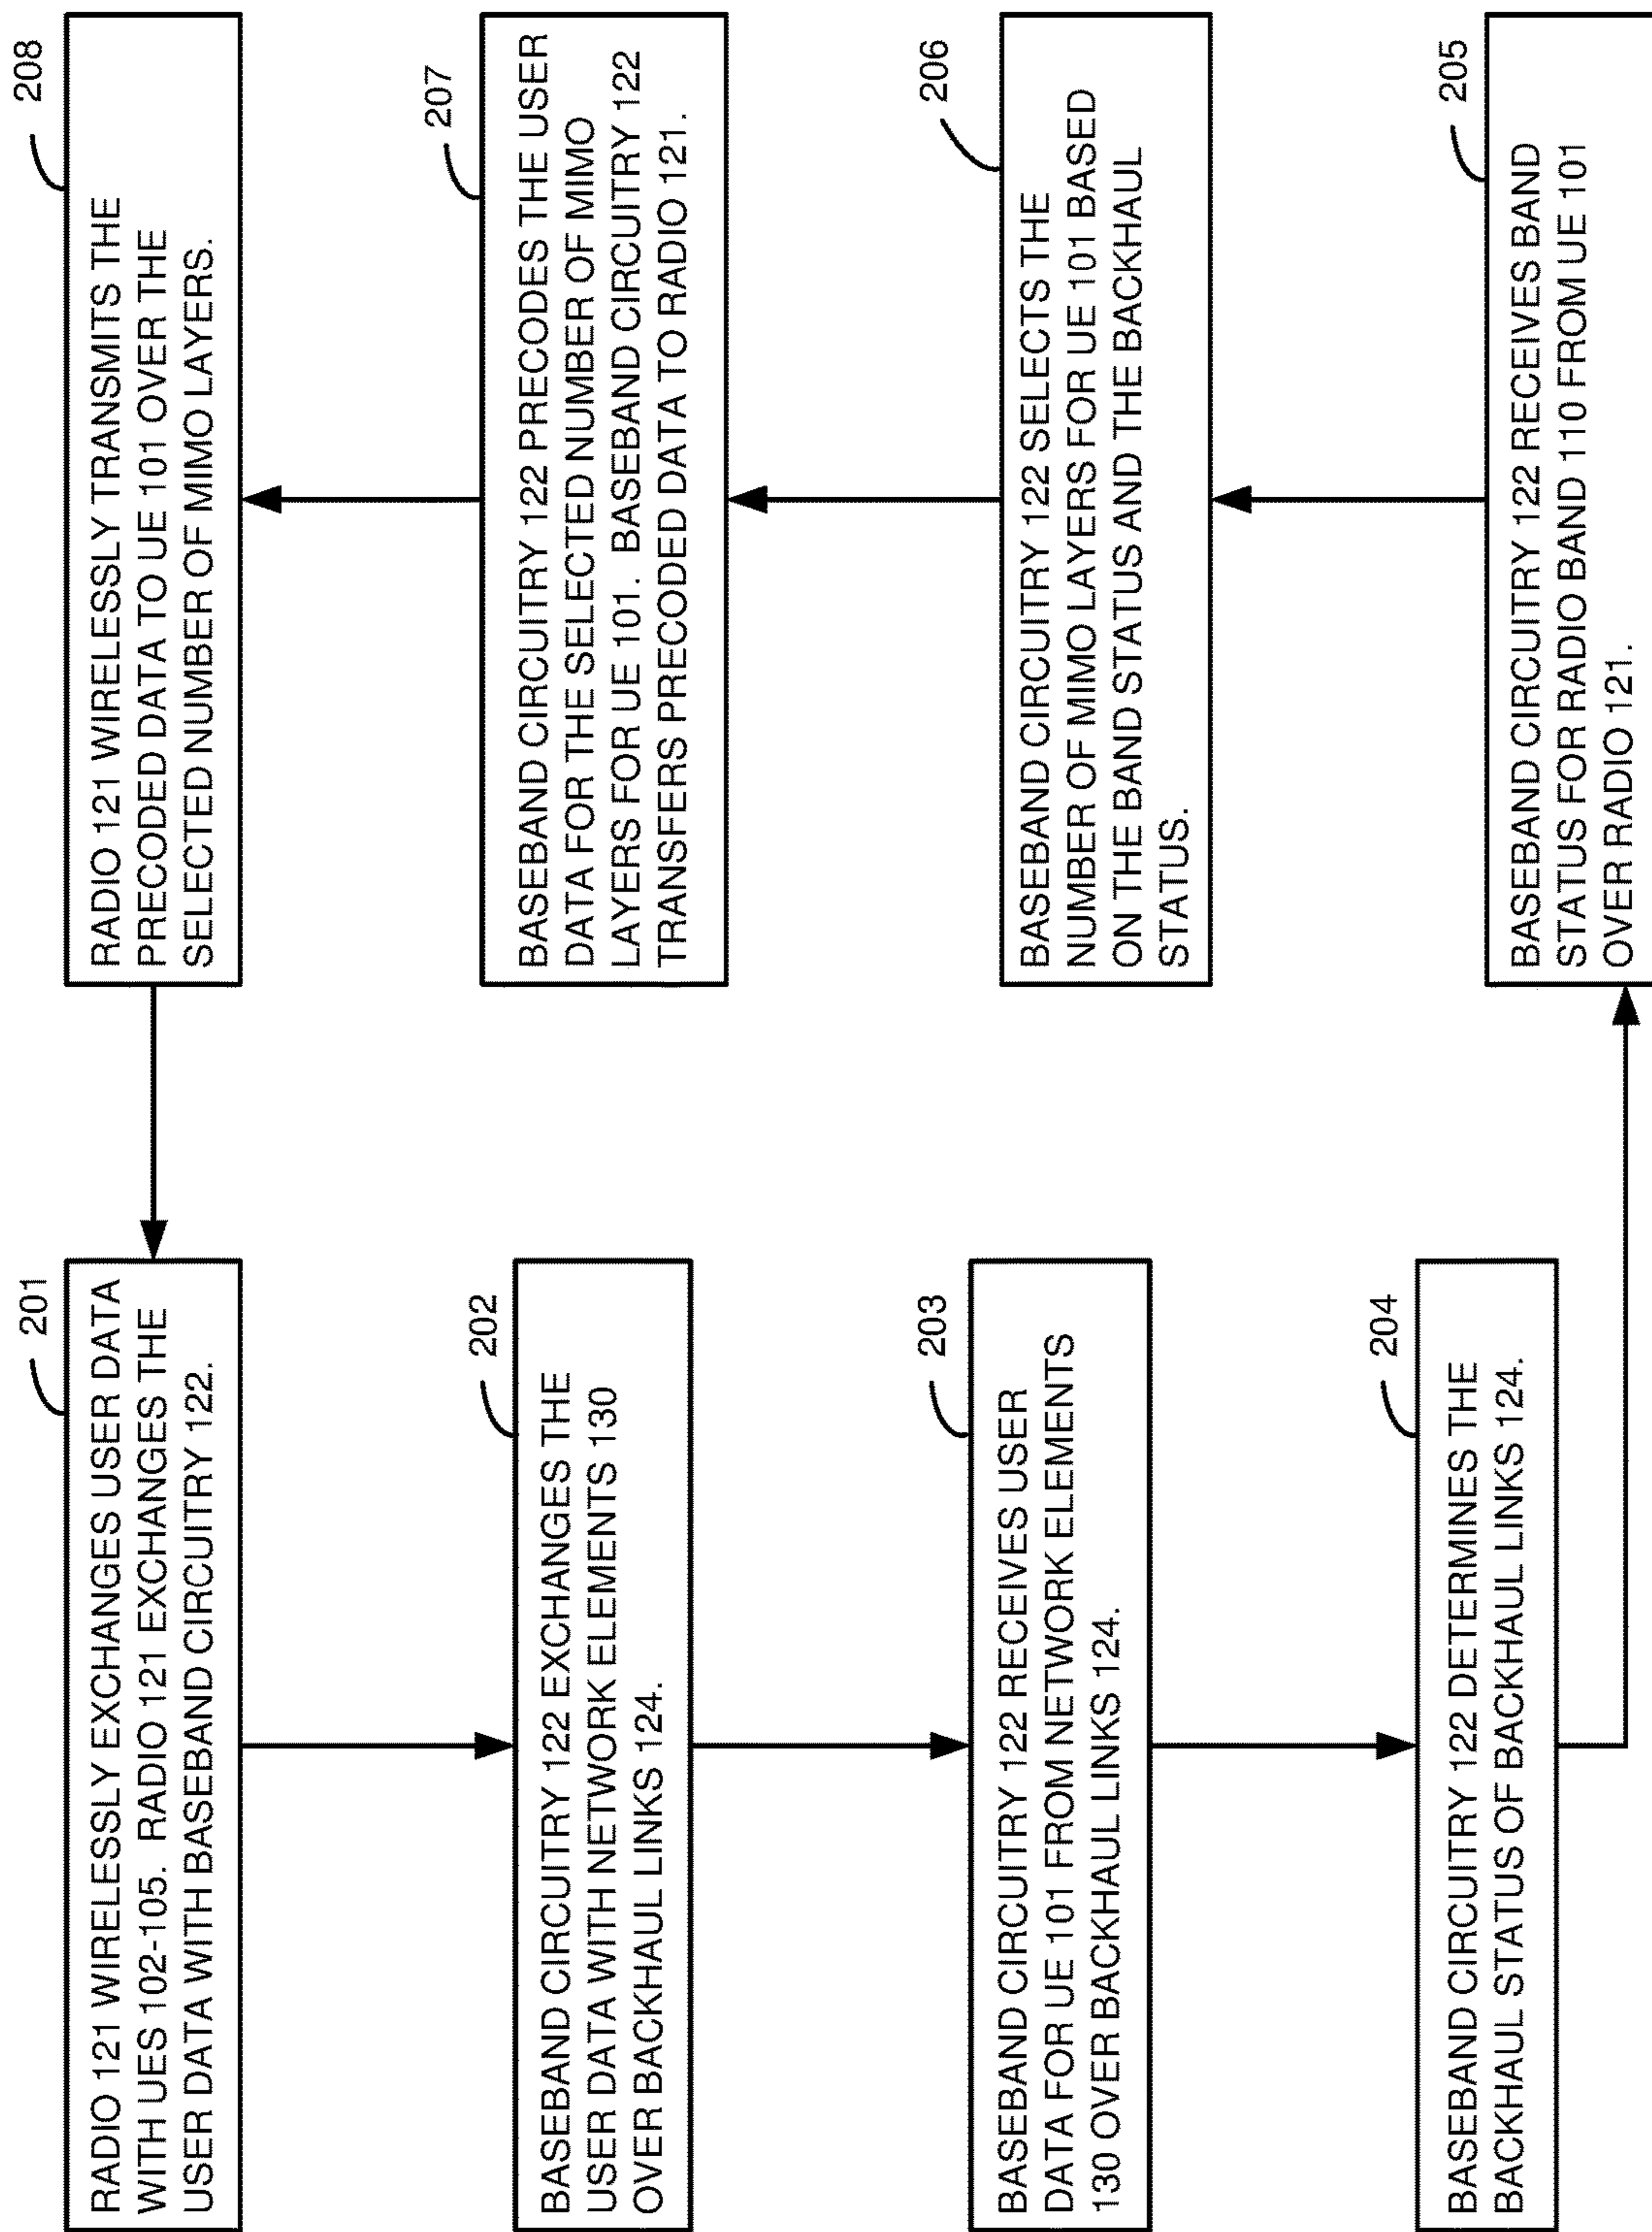 201
RADIO 121 WIRELESSLY EXCHANGES USER DATA
WITH UES 102-105. RADIO 121 EXCHANGES THE
USER DATA WITH BASEBAND CIRCUITRY 122.
202
BASEBAND CIRCUITRY 122 EXCHANGES THE
USER DATA WITH NETWORK ELEMENTS 130
OVER BACKHAUL LINKS 124.
203
BASEBAND CIRCUITRY 122 RECEIVES USER
DATA FOR UE 101 FROM NETWORK ELEMENTS
130 OVER BACKHAUL LINKS 124.
204
BASEBAND CIRCUITRY 122 DETERMINES THE
BACKHAUL STATUS OF BACKHAUL LINKS 124.
205
BASEBAND CIRCUITRY 122 RECEIVES BAND
STATUS FOR RADIO BAND 110 FROM UE 101
OVER RADIO 121.
206
BASEBAND CIRCUITRY 122 SELECTS THE
NUMBER OF MIMO LAYERS FOR UE 101 BASED
ON THE BAND STATUS AND THE BACKHAUL
STATUS.
207
BASEBAND CIRCUITRY 122 PRECODES THE USER
DATA FOR THE SELECTED NUMBER OF MIMO
LAYERS FOR UE 101. BASEBAND CIRCUITRY 122
TRANSFERS PRECODED DATA TO RADIO 121.
208
RADIO 121 WIRELESSLY TRANSMITS THE
PRECODED DATA TO UE 101 OVER THE
SELECTED NUMBER OF MIMO LAYERS.